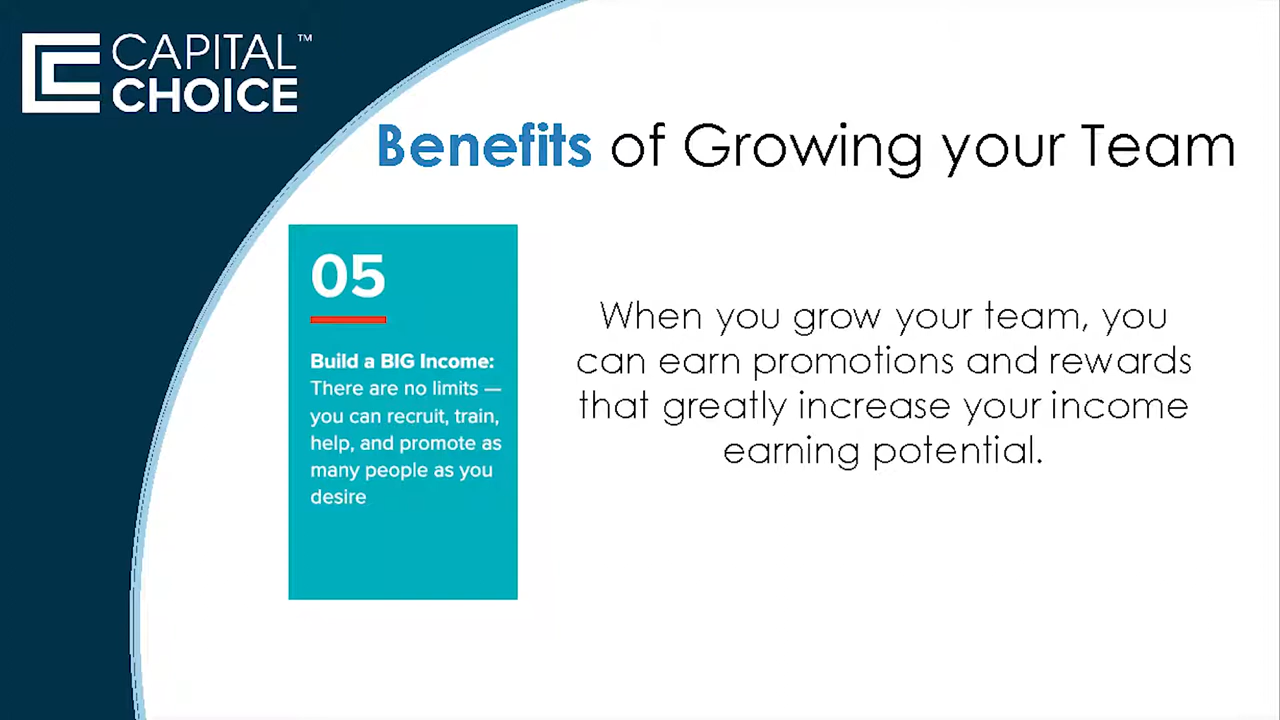 CAPITAL™
CHOICE
Benefits of Growing your Team
05
Build a BIG Income:
There are no limits —
you can recruit, train,
help, and promote as
many people as you
desire
When you grow your team, you
can earn promotions and rewards
that greatly increase your income
earning potential.